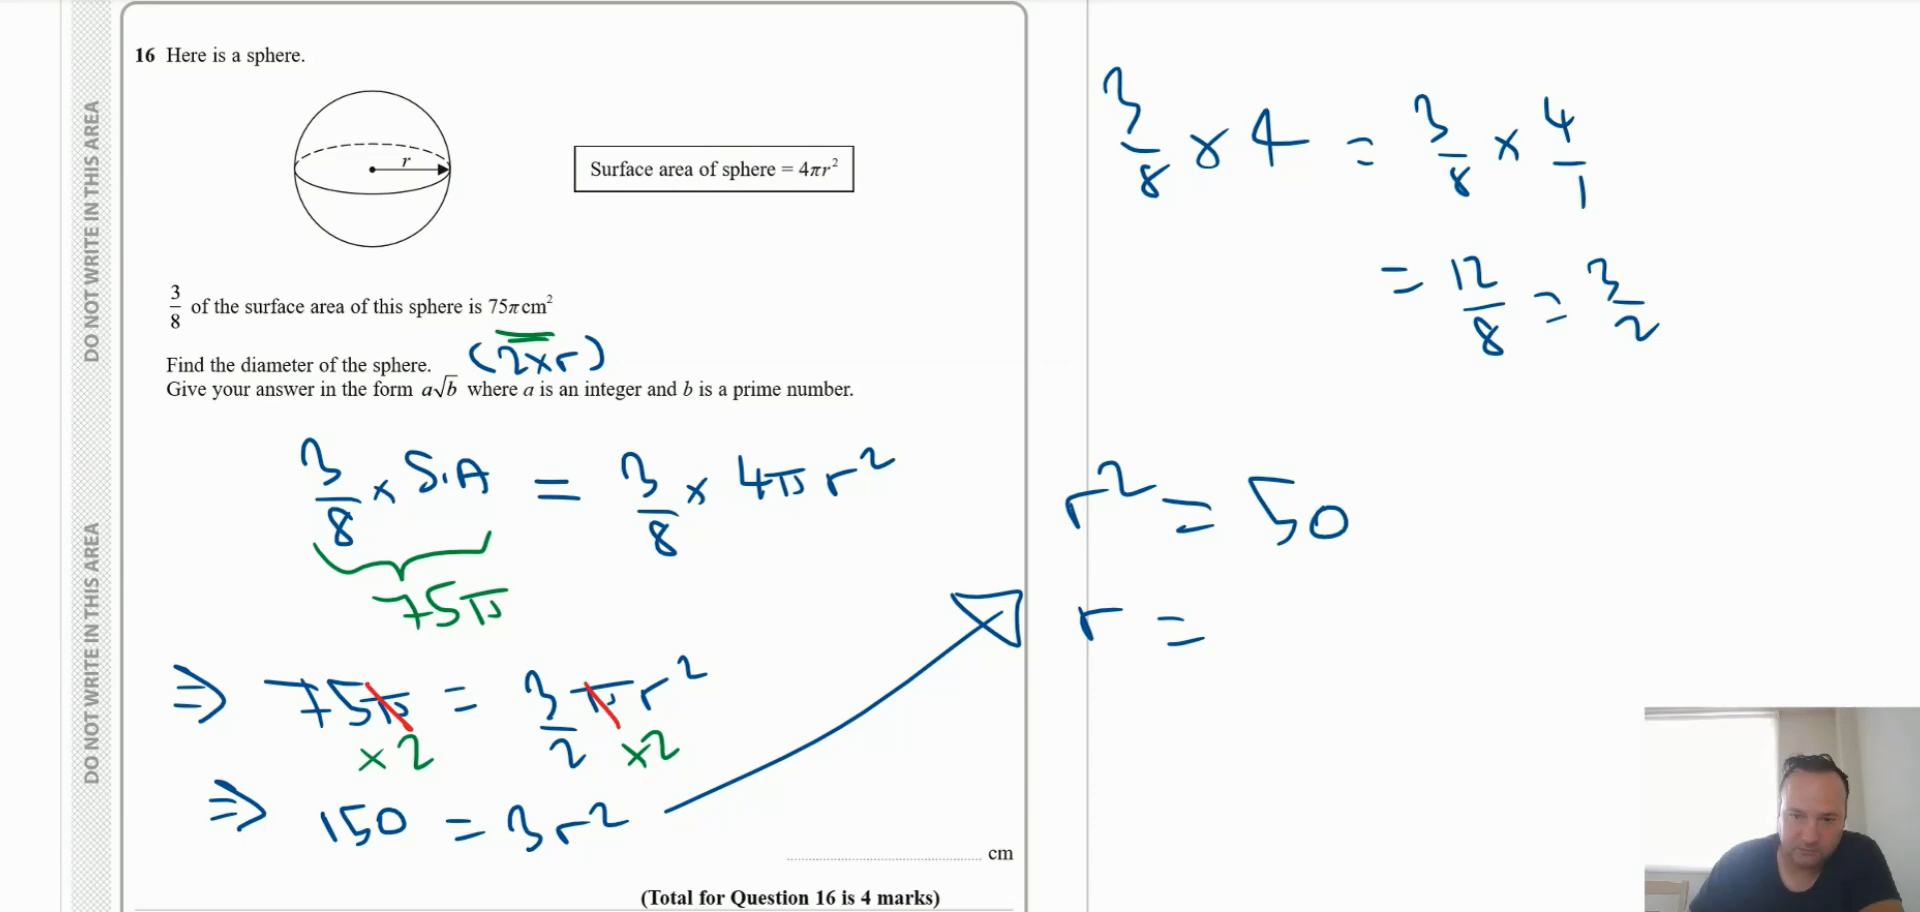 DO NOT WRITE IN THIS AREA
DO NOT WRITE IN THIS AREA
16 Here is a sphere.
r
Surface area of sphere = 4πr²
3/8 of the surface area of this sphere is 75π cm²
Find the diameter of the sphere. (2×r)
Give your answer in the form a√b where a is an integer and b is a prime number.
3/8 × S.A = 3/8 × 4πr²
75π
⇒ 75π = 3/2 πr²
×2 ×2
⇒ 150 = 3r²
cm
(Total for Question 16 is 4 marks)
3/8 × 4 = 3/8 × 4/1
= 12/8 = 3/2
r² = 50
r =